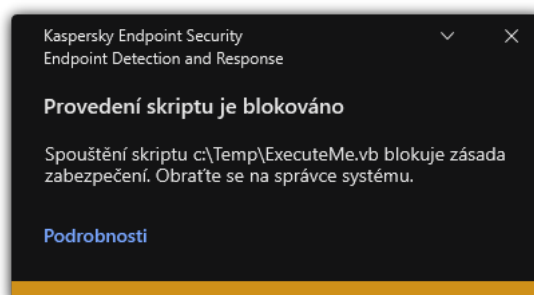 Kaspersky Endpoint Security
Endpoint Detection and Response
Provedení skriptu je blokováno
Spouštění skriptu c:\Temp\ExecuteMe.vb blokuje zásada
zabezpečení. Obraťte se na správce systému.
Podrobnosti